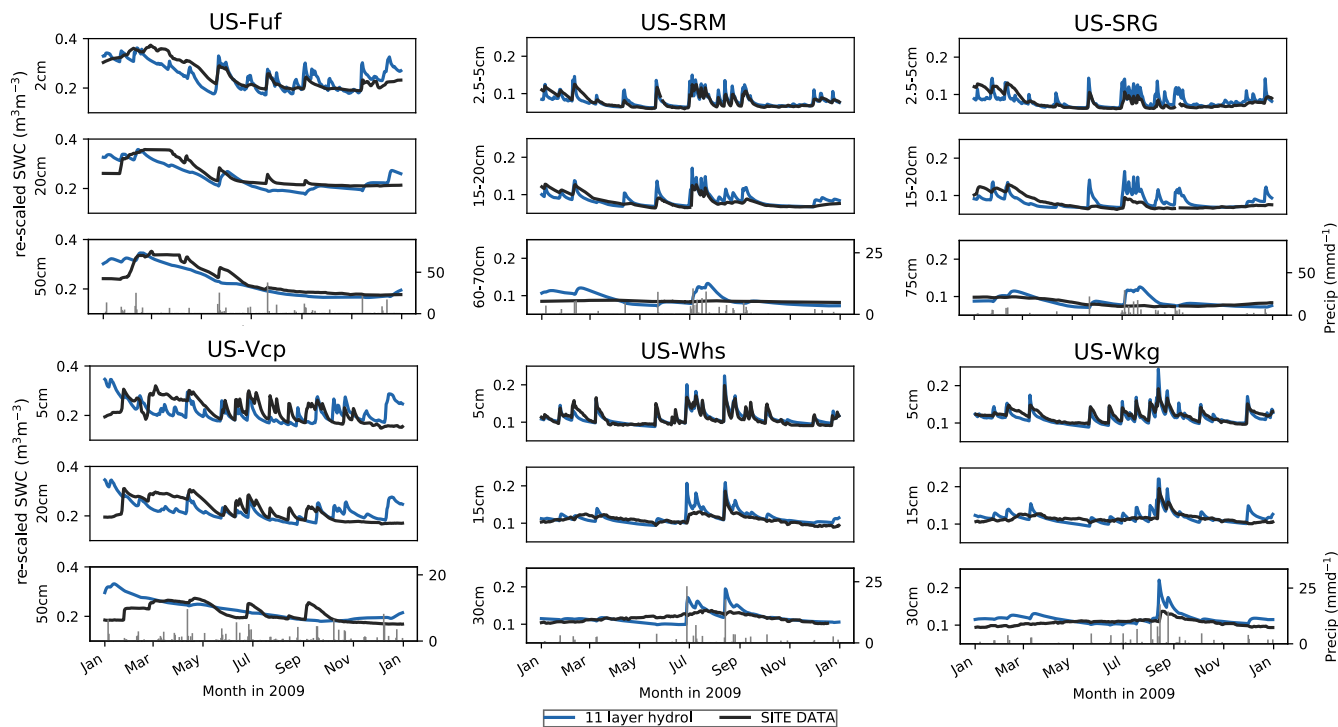 US-Fuf
US-SRM
US-SRG
re-scaled SWC (m³m⁻³)
2cm
0.4
0.2
20cm
0.4
0.2
50cm
0.4
0.2
50
0
2.5-5cm
0.2
0.1
15-20cm
0.2
0.1
60-70cm
0.2
0.1
25
0
2.5-5cm
0.2
0.1
15-20cm
0.2
0.1
75cm
0.2
0.1
50
0
Precip (mmd⁻¹)
US-Vcp
US-Whs
US-Wkg
re-scaled SWC (m³m⁻³)
5cm
0.4
0.2
20cm
0.4
0.2
50cm
0.4
0.2
20
0
Jan Mar May Jul Sep Nov Jan
Month in 2009
5cm
0.2
0.1
15cm
0.2
0.1
30cm
0.2
0.1
25
0
Jan Mar May Jul Sep Nov Jan
Month in 2009
5cm
0.2
0.1
15cm
0.2
0.1
30cm
0.2
0.1
25
0
Precip (mmd⁻¹)
Jan Mar May Jul Sep Nov Jan
Month in 2009
11 layer hydrol SITE DATA